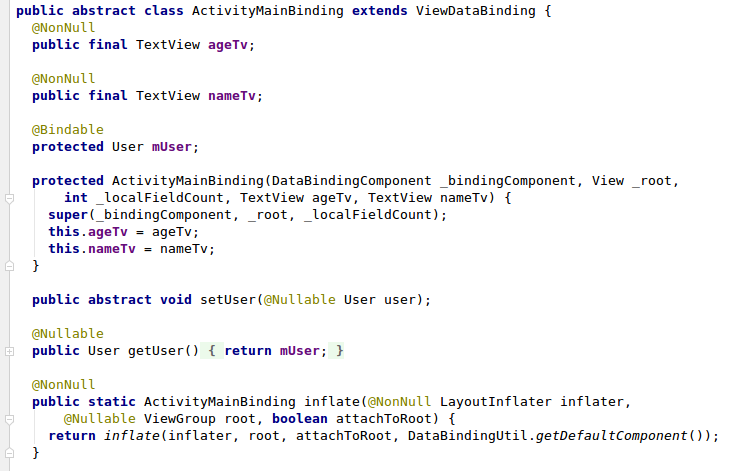 public abstract class ActivityMainBinding extends ViewDataBinding {
@NonNull
public final TextView ageTv;
@NonNull
public final TextView nameTv;
@Bindable
protected User mUser;
protected ActivityMainBinding(DataBindingComponent _bindingComponent, View _root,
int _localFieldCount, TextView ageTv, TextView nameTv) {
super(_bindingComponent, _root, _localFieldCount);
this.ageTv = ageTv;
this.nameTv = nameTv;
}
public abstract void setUser(@Nullable User user);
@Nullable
public User getUser() { return mUser; }
@NonNull
public static ActivityMainBinding inflate(@NonNull LayoutInflater inflater,
@Nullable ViewGroup root, boolean attachToRoot) {
return inflate(inflater, root, attachToRoot, DataBindingUtil.getDefaultComponent());
}